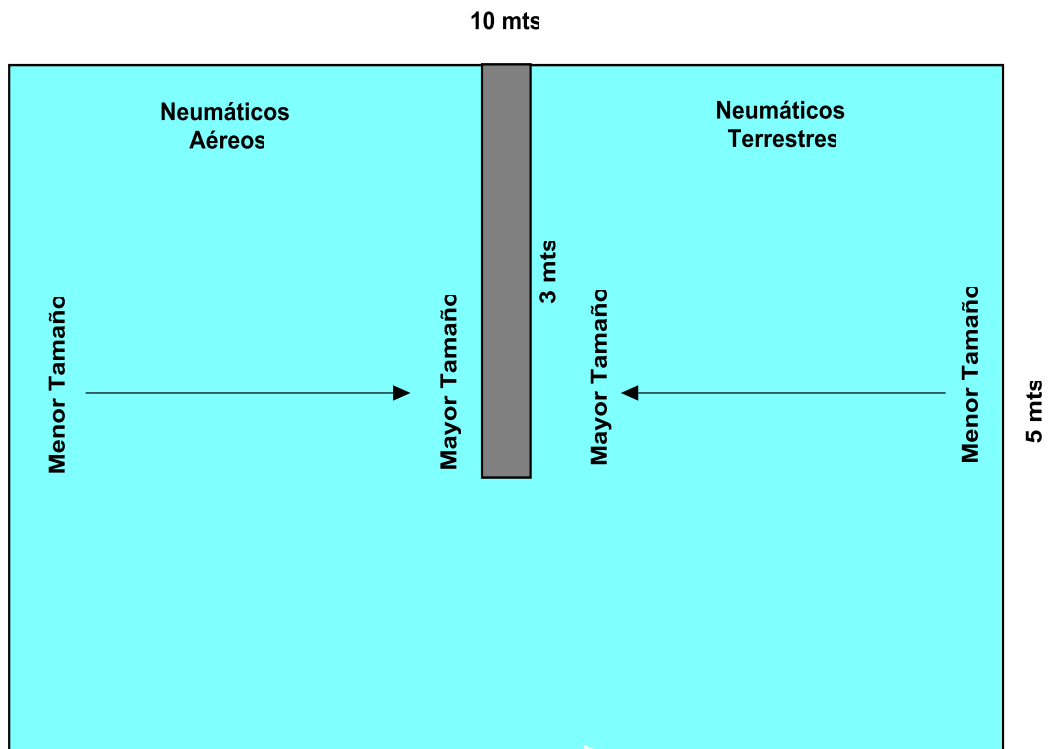 10 mts
Neumáticos
Aéreos
Neumáticos
Terrestres
3 mts
Menor Tamaño
Mayor Tamaño
Mayor Tamaño
Menor Tamaño
5 mts